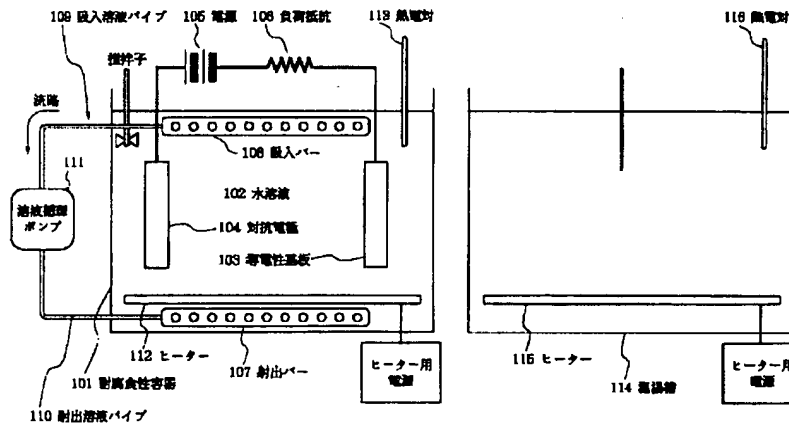 109 吸入溶液パイプ
105 電源
106 負荷抵抗
113 熱電対
116 熱電対
攪拌子
流路
111
溶液循環
ポンプ
108 吸入バー
102 水溶液
104 対抗電極
103 導電性基板
112 ヒーター
107 射出バー
115 ヒーター
ヒーター用
電源
114 温湯槽
ヒーター用
電源
101 耐腐食性容器
110 射出溶液パイプ